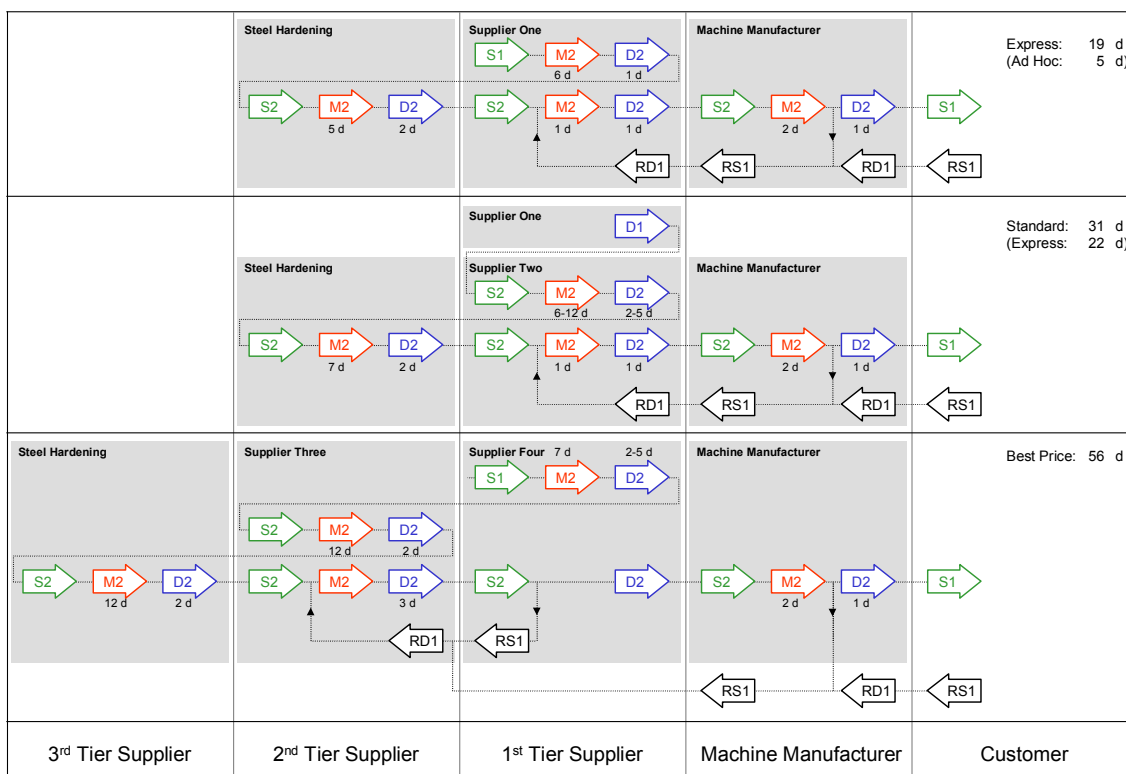 Steel Hardening Supplier One Machine Manufacturer
Express: 19 d
(Ad Hoc: 5 d)
S1 M2 D2
6 d 1 d
S2 M2 D2 S2 M2 D2 S2 M2 D2 S1
5 d 2 d 1 d 1 d 2 d 1 d
RD1 RS1 RD1 RS1
Supplier One
D1
Standard: 31 d
(Express: 22 d)
Steel Hardening Supplier Two Machine Manufacturer
S2 M2 D2
6-12 d 2-5 d
S2 M2 D2 S2 M2 D2 S2 M2 D2 S1
7 d 2 d 1 d 1 d 2 d 1 d
RD1 RS1 RD1 RS1
Steel Hardening Supplier Three Supplier Four 7 d 2-5 d Machine Manufacturer
Best Price: 56 d
S1 M2 D2
S2 M2 D2
12 d 2 d
S2 M2 D2 S2 M2 D2 S2 D2 S2 M2 D2 S1
12 d 2 d 3 d 2 d 1 d
RD1 RS1
RS1 RD1 RS1
3rd Tier Supplier 2nd Tier Supplier 1st Tier Supplier Machine Manufacturer Customer